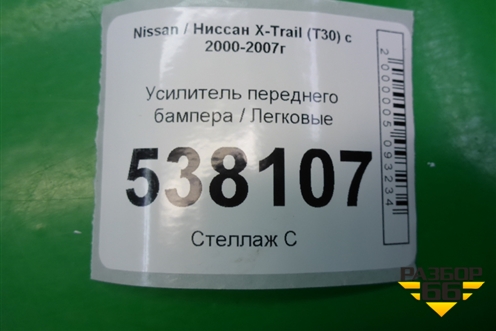 Nissan / Ниссан X-Trail (T30) с
2000-2007г
Усилитель переднего
бампера / Легковые
538107
Стеллаж С
2000005093234
РАЗБОР
66